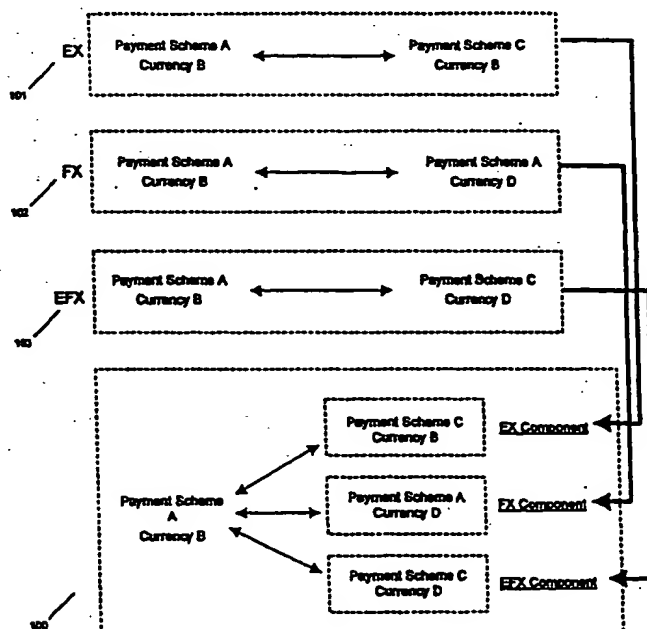 EX
Payment Scheme A
Currency B
Payment Scheme C
Currency B
101
FX
Payment Scheme A
Currency B
Payment Scheme A
Currency D
102
EFX
Payment Scheme A
Currency B
Payment Scheme C
Currency D
103
Payment Scheme
A
Currency B
Payment Scheme C
Currency B
EX Component
Payment Scheme A
Currency D
FX Component
Payment Scheme C
Currency D
EFX Component
100